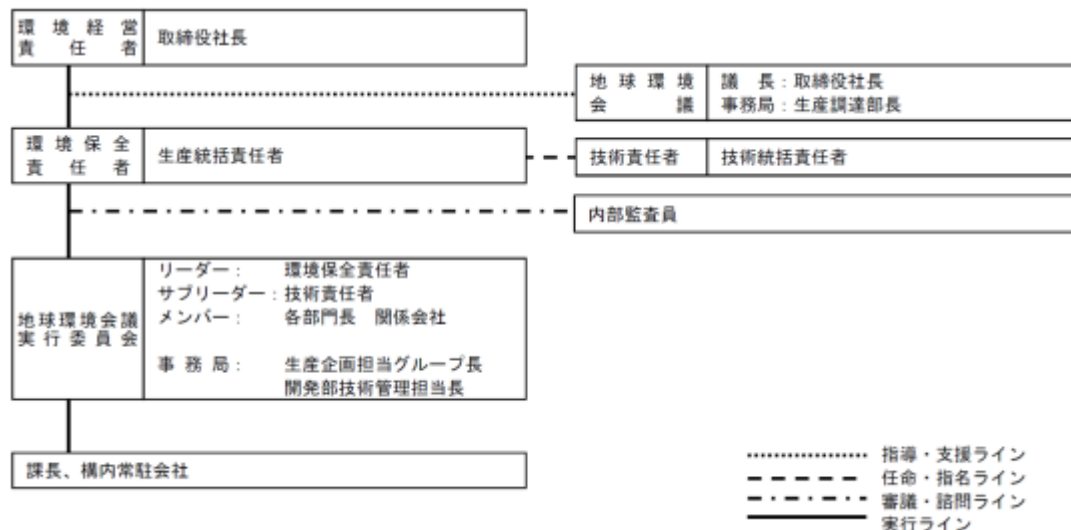 環境経営
責任者
取締役社長
地球環境
会議
議長：取締役社長
事務局：生産調達部長
環境保全
責任者
生産統括責任者
技術責任者
技術統括責任者
内部監査員
地球環境会議
実行委員会
リーダー： 環境保全責任者
サブリーダー：技術責任者
メンバー： 各部門長 関係会社
事務局： 生産企画担当グループ長
開発部技術管理担当長
課長、構内常駐会社
指導・支援ライン
任命・指名ライン
審議・諮問ライン
実行ライン